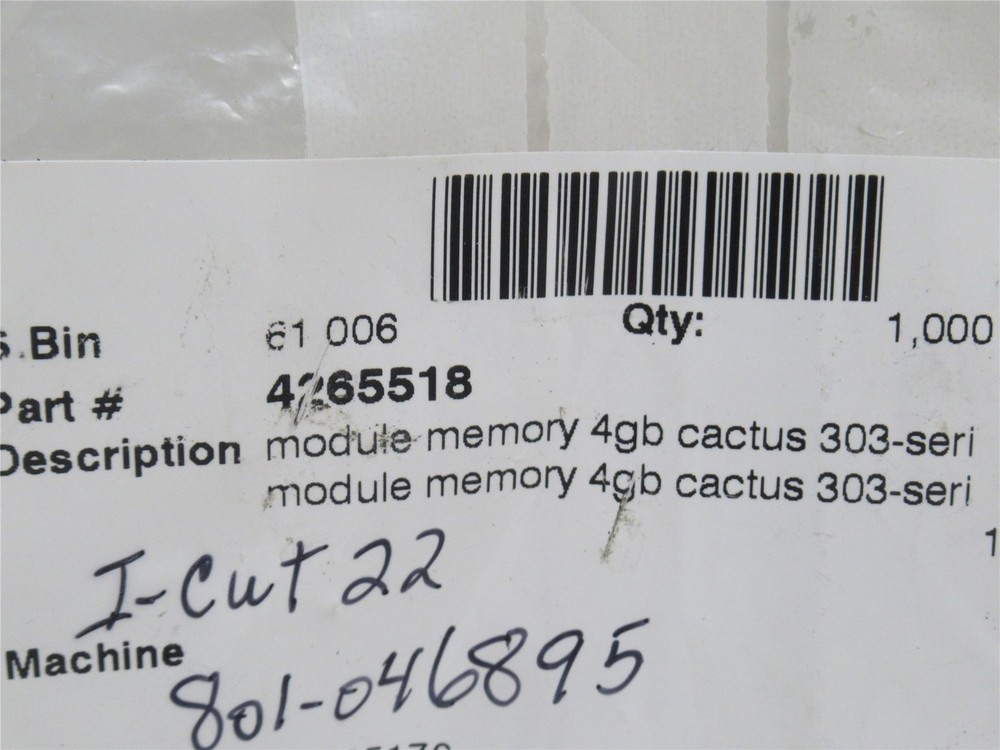 S.Bin 61 006 Qty: 1,000
Part # 4265518
Description module memory 4gb cactus 303-seri
module memory 4gb cactus 303-seri
1
I-Cut 22
Machine
801-046895